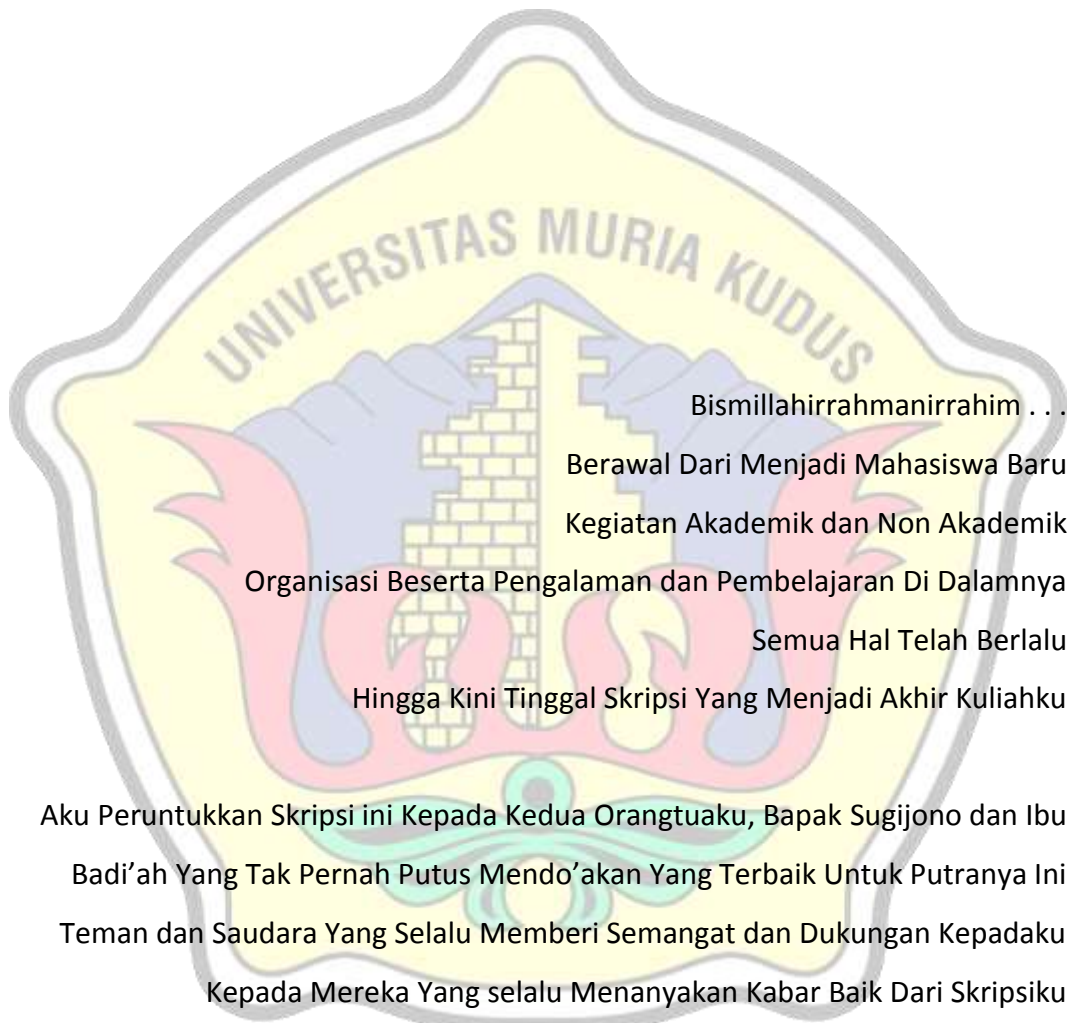 UNIVERSITAS MURIA KUDUS
Bismillahirrahmanirrahim . . .
Berawal Dari Menjadi Mahasiswa Baru
Kegiatan Akademik dan Non Akademik
Organisasi Beserta Pengalaman dan Pembelajaran Di Dalamnya
Semua Hal Telah Berlalu
Hingga Kini Tinggal Skripsi Yang Menjadi Akhir Kuliahku
Aku Peruntukkan Skripsi ini Kepada Kedua Orangtuaku, Bapak Sugijono dan Ibu
Badi’ah Yang Tak Pernah Putus Mendo’akan Yang Terbaik Untuk Putranya Ini
Teman dan Saudara Yang Selalu Memberi Semangat dan Dukungan Kepadaku
Kepada Mereka Yang selalu Menanyakan Kabar Baik Dari Skripsiku